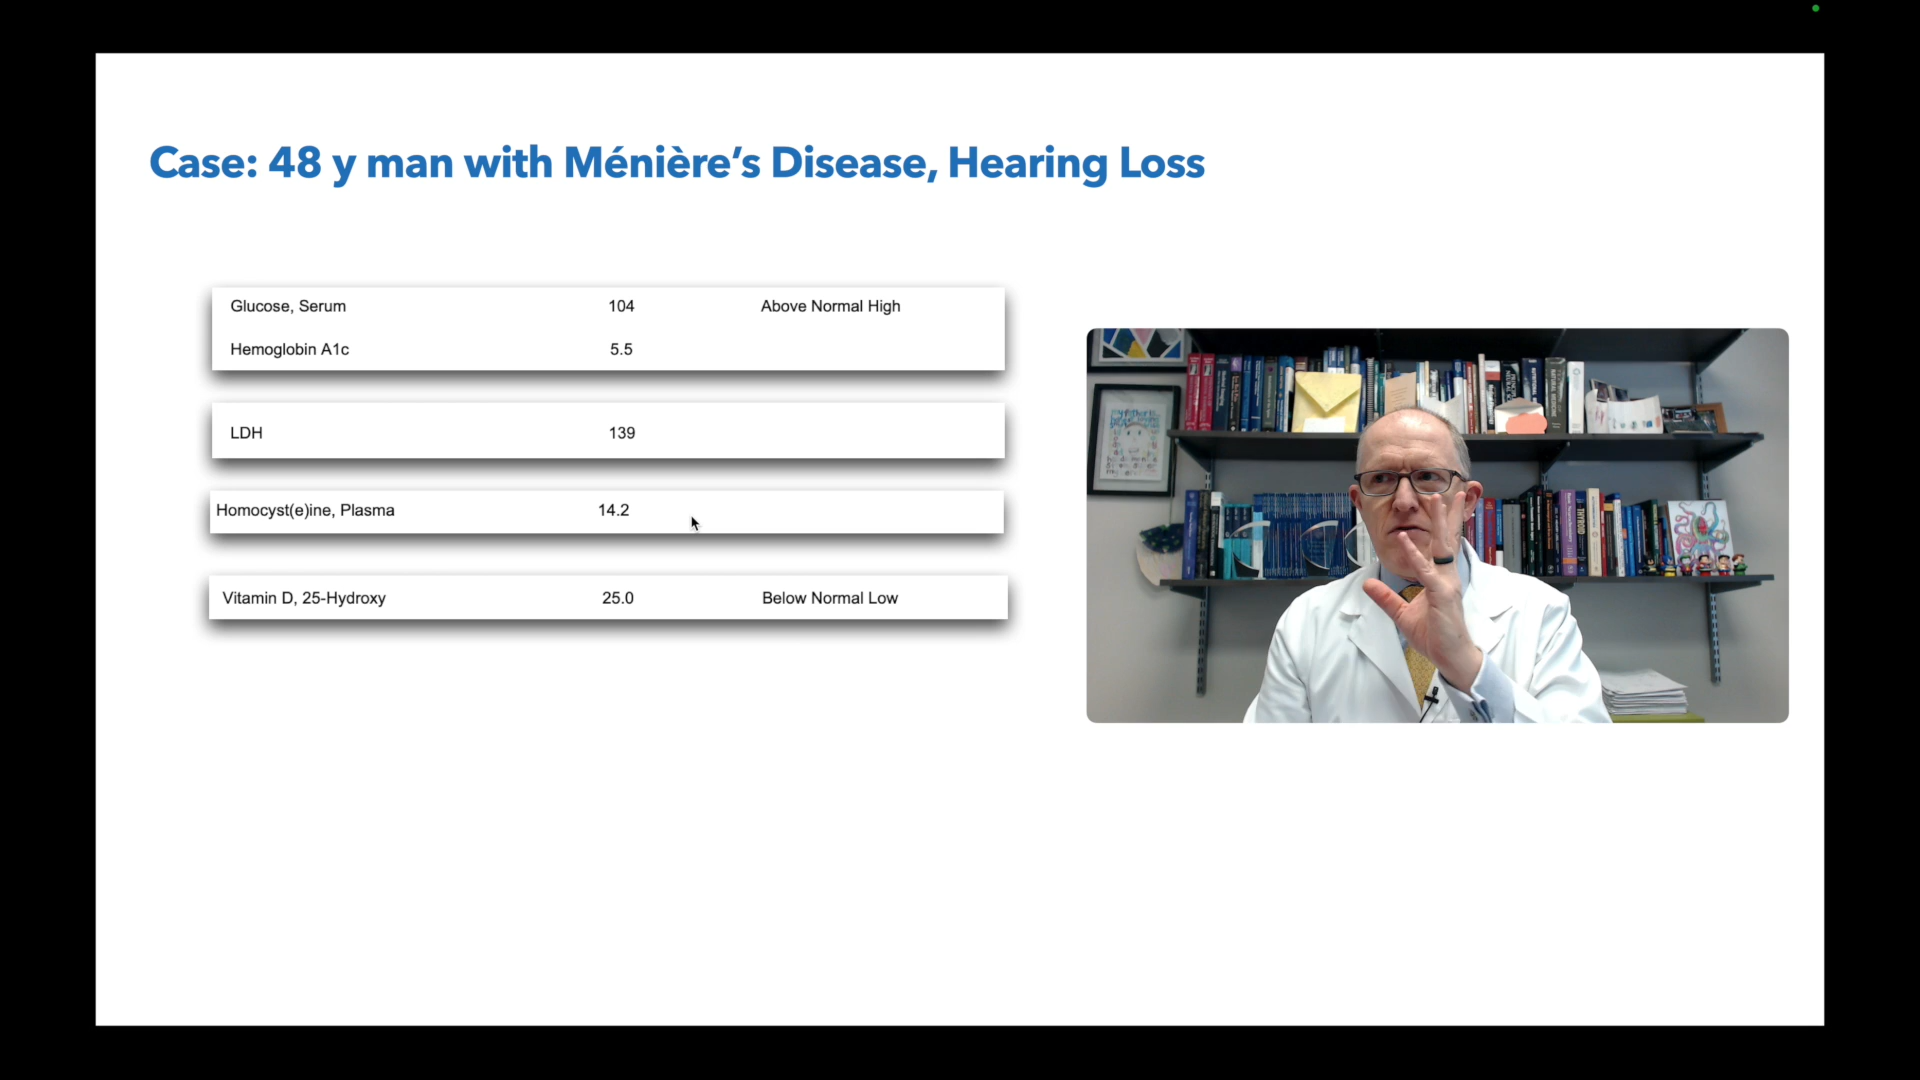 Case: 48 y man with Ménière’s Disease, Hearing Loss
Glucose, Serum 104 Above Normal High
Hemoglobin A1c 5.5
LDH 139
Homocyst(e)ine, Plasma 14.2
Vitamin D, 25-Hydroxy 25.0 Below Normal Low
THYROID